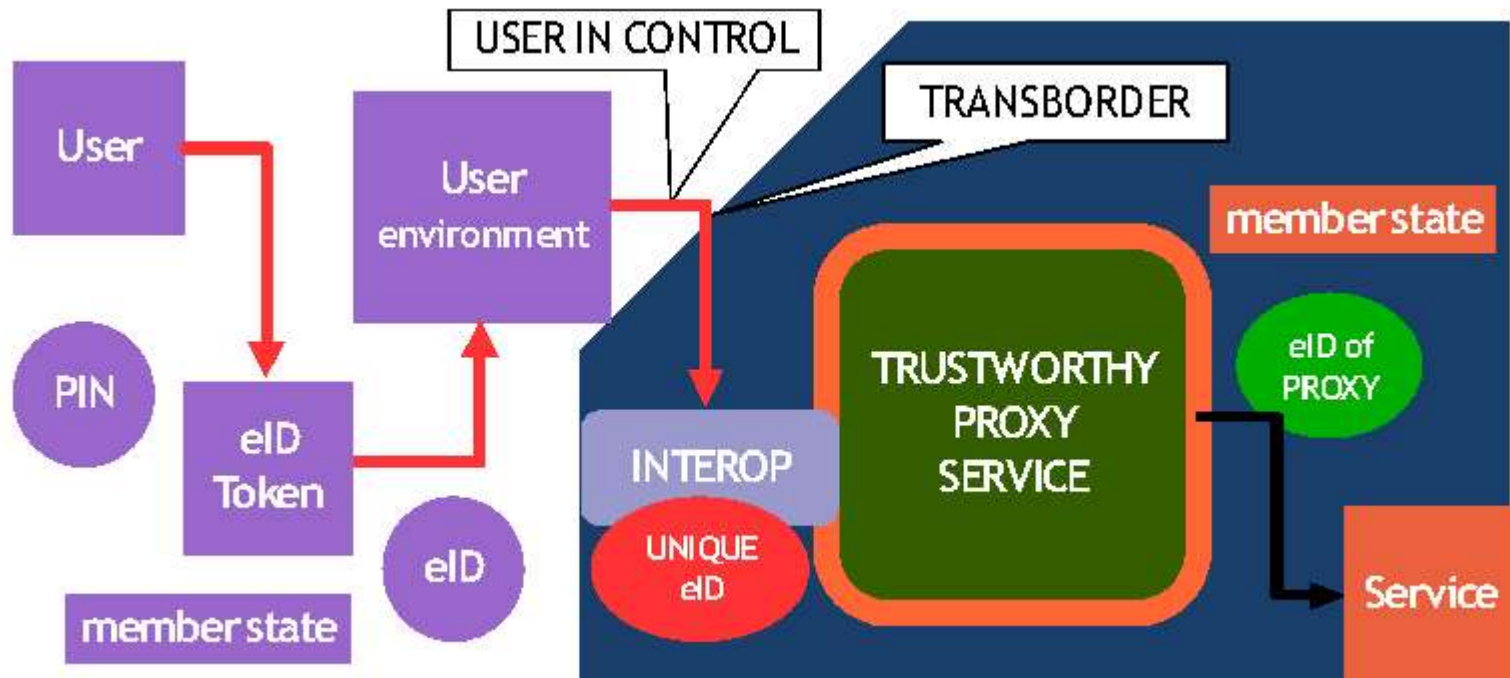 USER IN CONTROL
TRANSBORDER
User
User
environment
member state
PIN
eID
Token
eID
member state
INTEROP
UNIQUE
eID
TRUSTWORTHY
PROXY
SERVICE
eID of
PROXY
Service